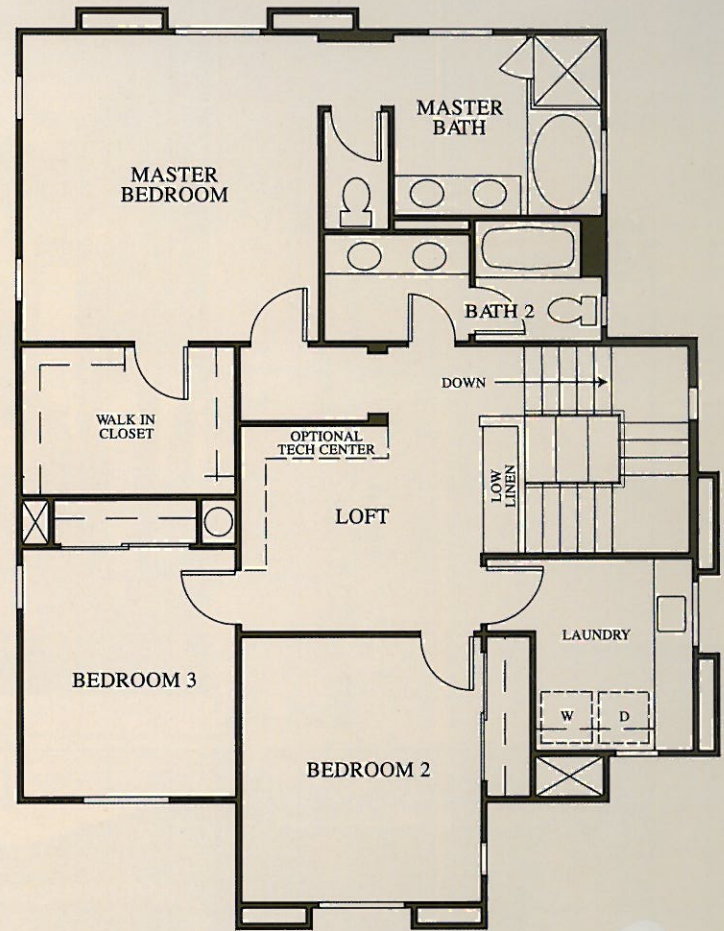 MASTER
BATH
MASTER
BEDROOM
BATH 2
DOWN
WALK IN
CLOSET
OPTIONAL
TECH CENTER
LOW
LINEN
LOFT
LAUNDRY
BEDROOM 3
W
D
BEDROOM 2